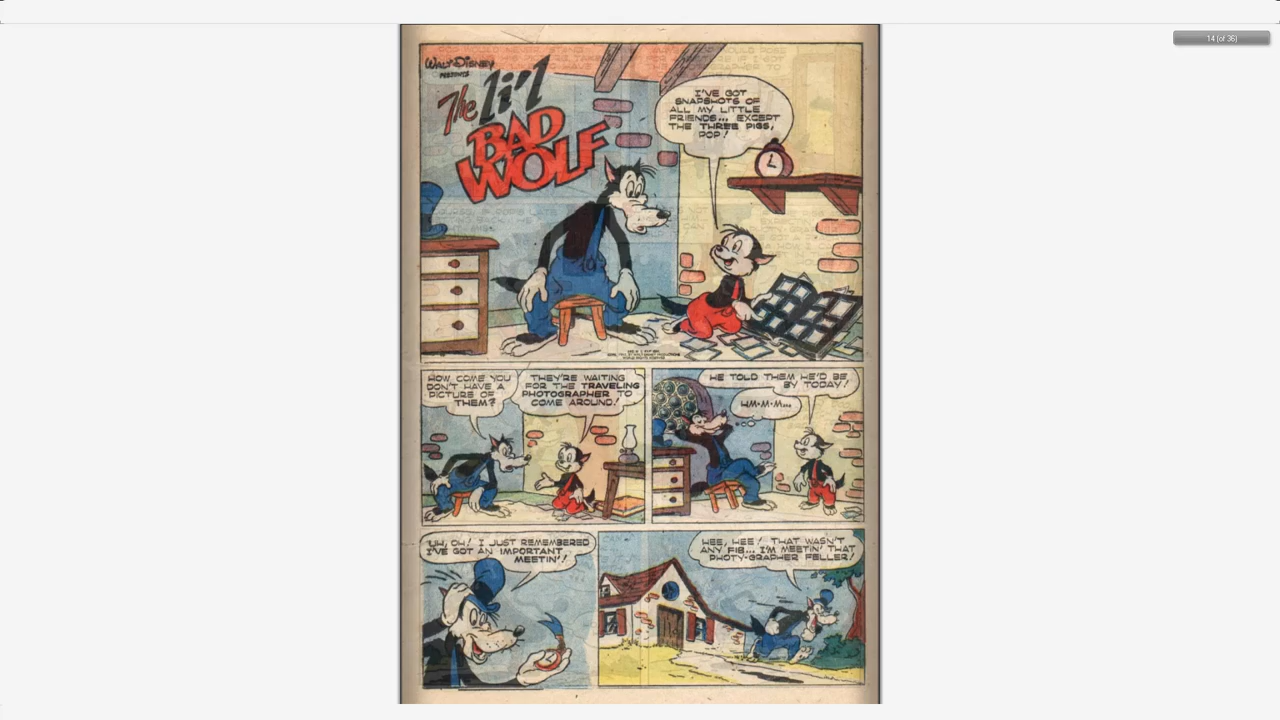 14 (of 36)
WALT DISNEY
PRESENTS
The li'l
BAD
WOLF
I'VE GOT
SNAPSHOTS OF
ALL MY LITTLE
FRIENDS... EXCEPT
THE THREE PIGS,
POP!
HOW COME YOU
DON'T HAVE A
PICTURE OF
THEM?
THEY'RE WAITING
FOR THE TRAVELING
PHOTOGRAPHER TO
COME AROUND!
HE TOLD THEM HE'D BE
BY TODAY!
HM-M-M...
UH, OH! I JUST REMEMBERED
I'VE GOT AN IMPORTANT
MEETIN'!
HEE, HEE! THAT WASN'T
ANY FIB... I'M MEETIN' THAT
PHOTY-GRAPHER FELLER!